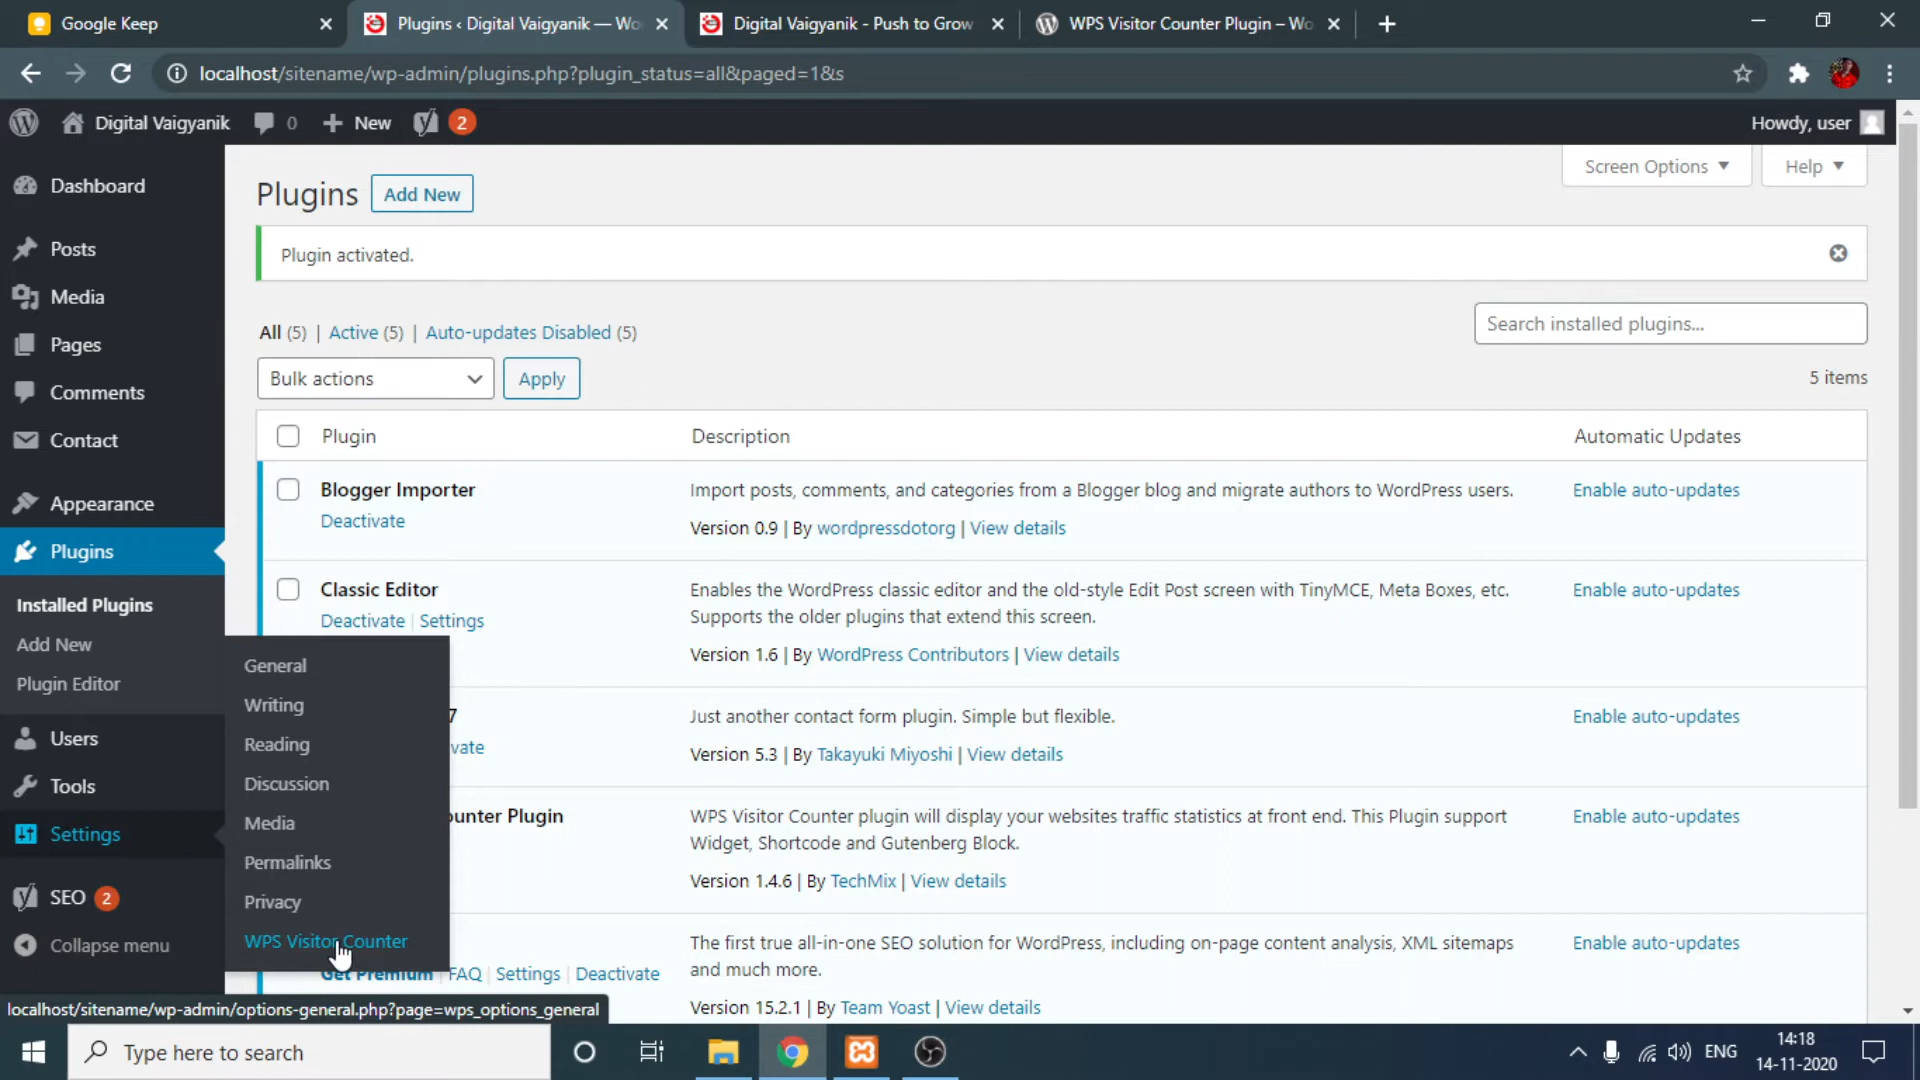 Google Keep
Plugins ‹ Digital Vaigyanik — Wo
Digital Vaigyanik - Push to Grow
WPS Visitor Counter Plugin – Wo
localhost/sitename/wp-admin/plugins.php?plugin_status=all&paged=1&s
Digital Vaigyanik 0 New 2
Howdy, user
Dashboard
Posts
Media
Pages
Comments
Contact
Appearance
Plugins
Installed Plugins
Add New
Plugin Editor
Users
Tools
Settings
SEO 2
Collapse menu
General
Writing
Reading
Discussion
Media
Permalinks
Privacy
WPS Visitor Counter
Screen Options
Help
Plugins Add New
Plugin activated.
All (5) | Active (5) | Auto-updates Disabled (5)
Search installed plugins...
Bulk actions Apply
5 items
Plugin Description Automatic Updates
Blogger Importer
Deactivate
Import posts, comments, and categories from a Blogger blog and migrate authors to WordPress users.
Version 0.9 | By wordpressdotorg | View details
Enable auto-updates
Classic Editor
Deactivate | Settings
Enables the WordPress classic editor and the old-style Edit Post screen with TinyMCE, Meta Boxes, etc.
Supports the older plugins that extend this screen.
Version 1.6 | By WordPress Contributors | View details
Enable auto-updates
7
vate
Just another contact form plugin. Simple but flexible.
Version 5.3 | By Takayuki Miyoshi | View details
Enable auto-updates
ounter Plugin
WPS Visitor Counter plugin will display your websites traffic statistics at front end. This Plugin support
Widget, Shortcode and Gutenberg Block.
Version 1.4.6 | By TechMix | View details
Enable auto-updates
Get Premium | FAQ | Settings | Deactivate
The first true all-in-one SEO solution for WordPress, including on-page content analysis, XML sitemaps
and much more.
Version 15.2.1 | By Team Yoast | View details
Enable auto-updates
localhost/sitename/wp-admin/options-general.php?page=wps_options_general
Type here to search
ENG
14:18
14-11-2020